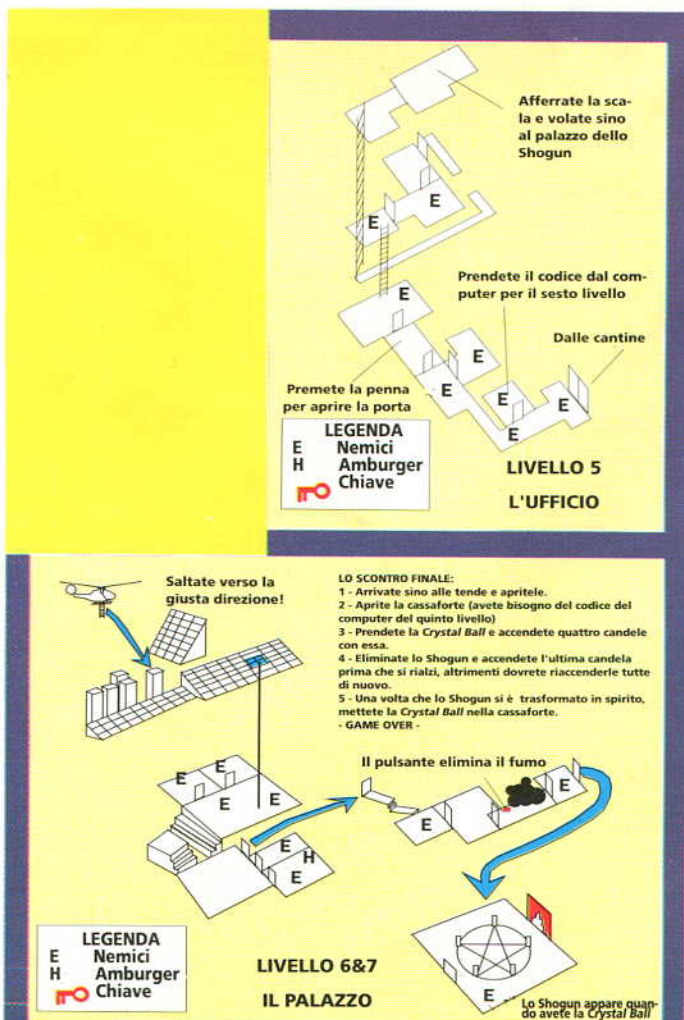 Afferrate la sca-
la e volate sino
al palazzo dello
Shogun
E
E
E
Prendete il codice dal com-
puter per il sesto livello
Dalle cantine
E
E
E
E
E
Premete la penna
per aprire la porta
LEGENDA
E Nemici
H Amburger
Chiave
LIVELLO 5
L'UFFICIO
Saltate verso la
giusta direzione!
LO SCONTRO FINALE:
1 - Arrivate sino alle tende e apritele.
2 - Aprite la cassaforte (avete bisogno del codice del
computer del quinto livello)
3 - Prendete la Crystal Ball e accendete quattro candele
con essa.
4 - Eliminate lo Shogun e accendete l'ultima candela
prima che si rialzi, altrimenti dovrete riaccenderle tutte
di nuovo.
5 - Una volta che lo Shogun si è trasformato in spirito,
mettete la Crystal Ball nella cassaforte.
- GAME OVER -
Il pulsante elimina il fumo
E
E
E
E
E
H
E
E
E
E
LEGENDA
E Nemici
H Amburger
Chiave
LIVELLO 6&7
IL PALAZZO
Lo Shogun appare quan-
do avete la Crystal Ball